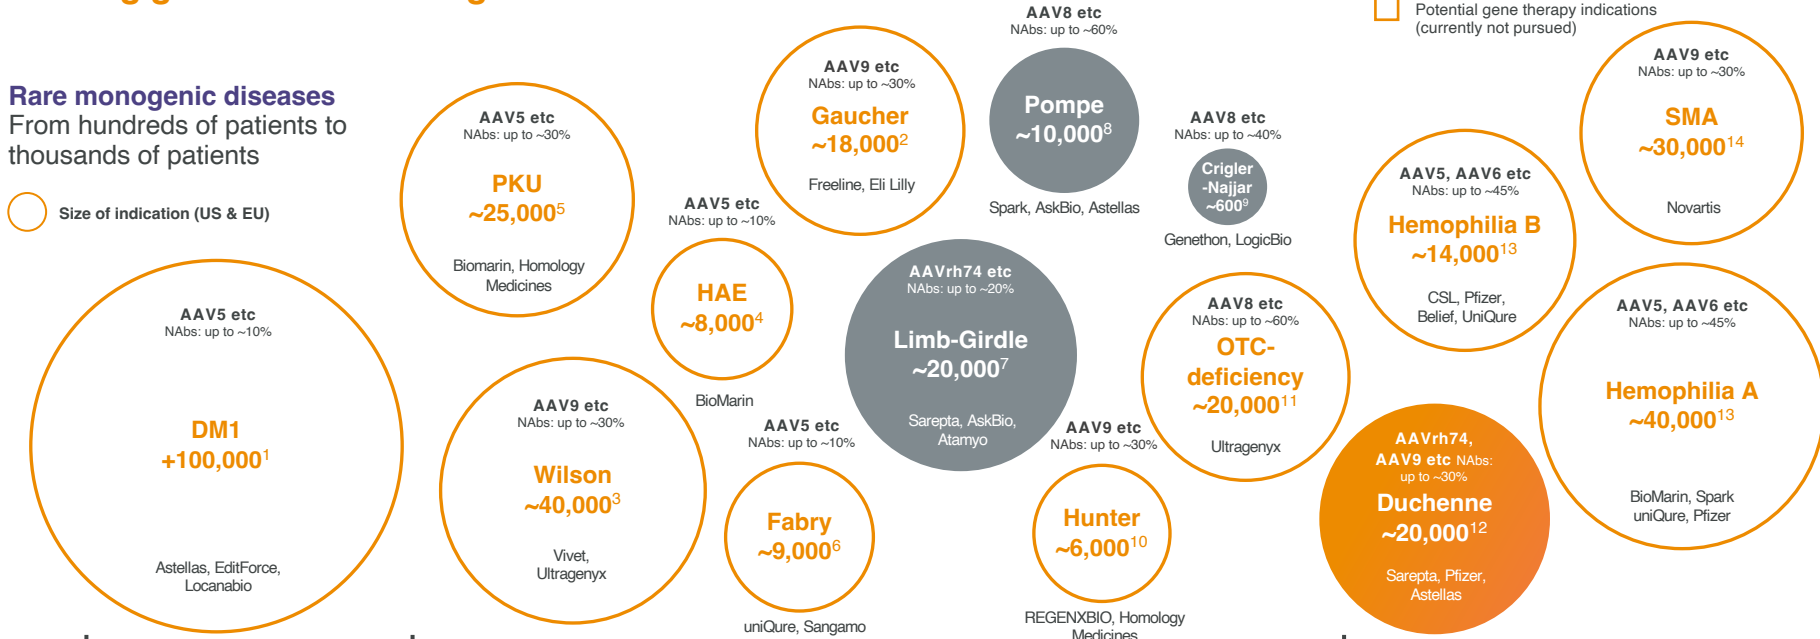 Potential gene therapy indications
(currently not pursued)
Rare monogenic diseases
From hundreds of patients to
thousands of patients
Size of indication (US & EU)
AAV5 etc
NAbs: up to ~10%
DM1
+100,000¹
Astellas, EditForce,
Locanabio
AAV5 etc
NAbs: up to ~30%
PKU
~25,000⁵
Biomarin, Homology
Medicines
AAV9 etc
NAbs: up to ~30%
Wilson
~40,000³
Vivet,
Ultragenyx
AAV5 etc
NAbs: up to ~10%
HAE
~8,000⁴
BioMarin
AAV9 etc
NAbs: up to ~30%
Gaucher
~18,000²
Freeline, Eli Lilly
AAV5 etc
NAbs: up to ~10%
Fabry
~9,000⁶
uniQure, Sangamo
AAV8 etc
NAbs: up to ~60%
Pompe
~10,000⁸
Spark, AskBio, Astellas
AAVrh74 etc
NAbs: up to ~20%
Limb-Girdle
~20,000⁷
Sarepta, AskBio,
Atamyo
AAV8 etc
NAbs: up to ~40%
Crigler
-Najjar
~600⁹
Genethon, LogicBio
AAV9 etc
NAbs: up to ~30%
Hunter
~6,000¹⁰
REGENXBIO, Homology
Medicines
AAV8 etc
NAbs: up to ~60%
OTC-
deficiency
~20,000¹¹
Ultragenyx
AAV5, AAV6 etc
NAbs: up to ~45%
Hemophilia B
~14,000¹³
CSL, Pfizer,
Belief, UniQure
AAVrh74,
AAV9 etc NAbs:
up to ~30%
Duchenne
~20,000¹²
Sarepta, Pfizer,
Astellas
AAV9 etc
NAbs: up to ~30%
SMA
~30,000¹⁴
Novartis
AAV5, AAV6 etc
NAbs: up to ~45%
Hemophilia A
~40,000¹³
BioMarin, Spark
uniQure, Pfizer